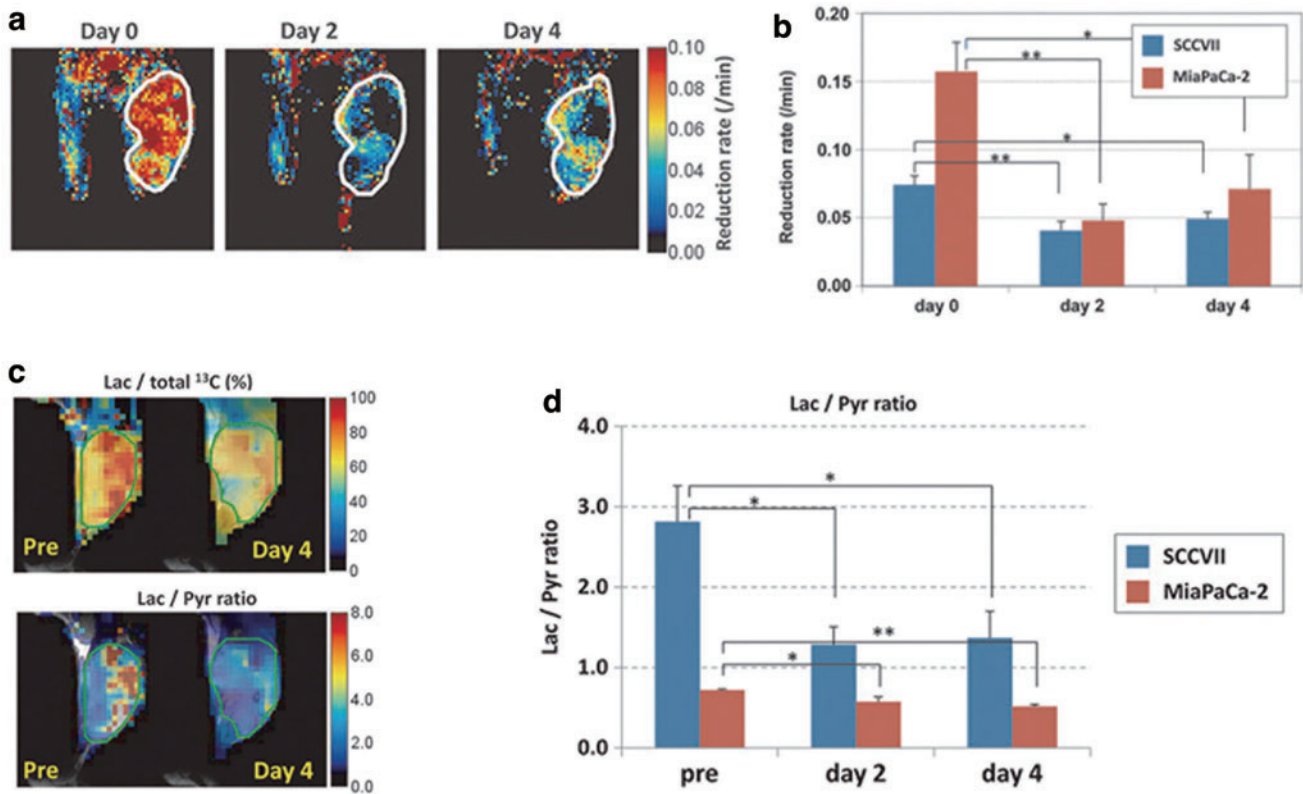 a
Day 0
Day 2
Day 4
0.10
0.08
0.06
0.04
0.02
0.00
Reduction rate (/min)
b
0.20
0.15
0.10
0.05
0.00
Reduction rate (/min)
SCCVII
MiaPaCa-2
*
**
*
**
day 0
day 2
day 4
c
Lac / total ¹³C (%)
Pre
Day 4
100
80
60
40
20
0
Lac / Pyr ratio
Pre
Day 4
8.0
6.0
4.0
2.0
0.0
d
Lac / Pyr ratio
4.0
3.0
2.0
1.0
0.0
Lac / Pyr ratio
*
*
**
*
pre
day 2
day 4
SCCVII
MiaPaCa-2